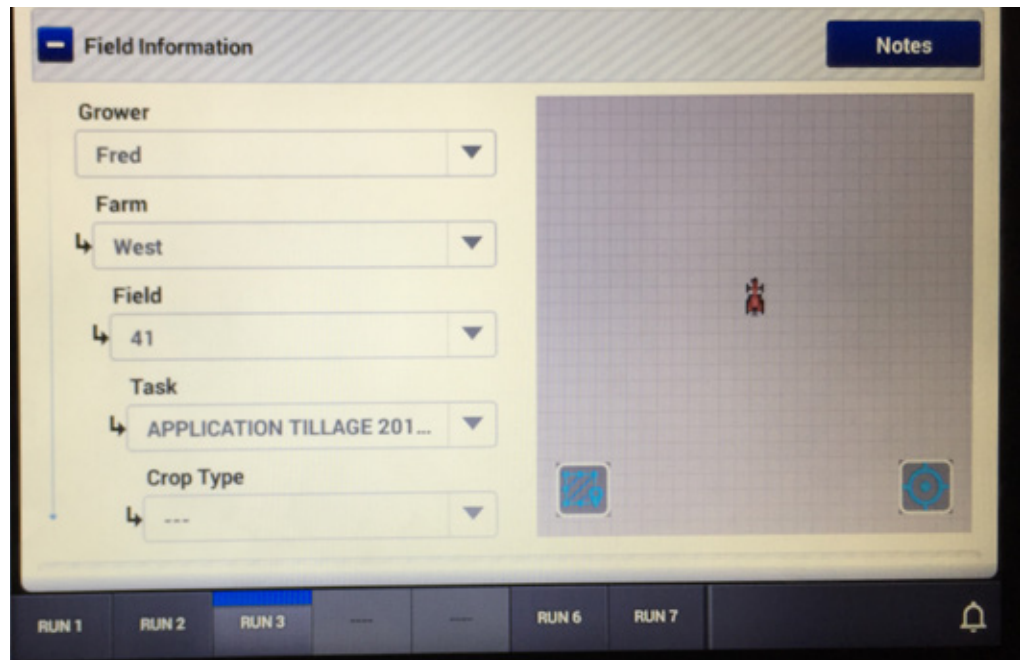 Field Information
Notes
Grower
Fred
Farm
West
Field
41
Task
APPLICATION TILLAGE 201...
Crop Type
---
RUN 1
RUN 2
RUN 3
----
----
RUN 6
RUN 7